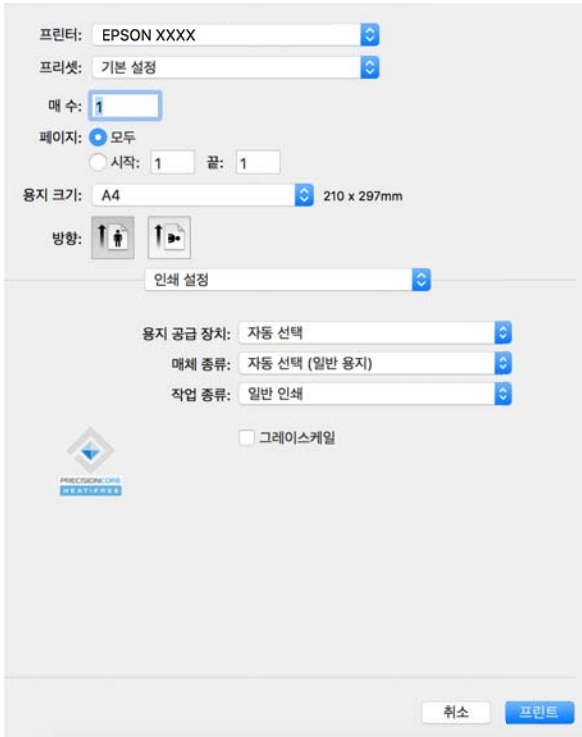 프린터: EPSON XXXX
프리셋: 기본 설정
매 수: 1
페이지: 모두
시작: 1 끝: 1
용지 크기: A4 210 x 297mm
방향:
인쇄 설정
용지 공급 장치: 자동 선택
매체 종류: 자동 선택 (일반 용지)
작업 종류: 일반 인쇄
그레이스케일
PRECISIONCORE
HEAT-FREE
취소 프린트